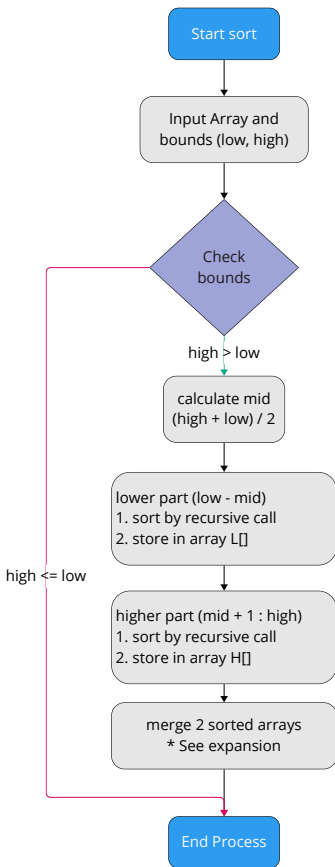 Start sort
Input Array and
bounds (low, high)
Check
bounds
high > low
calculate mid
(high + low) / 2
lower part (low - mid)
1. sort by recursive call
2. store in array L[]
high <= low
higher part (mid + 1 : high)
1. sort by recursive call
2. store in array H[]
merge 2 sorted arrays
* See expansion
End Process